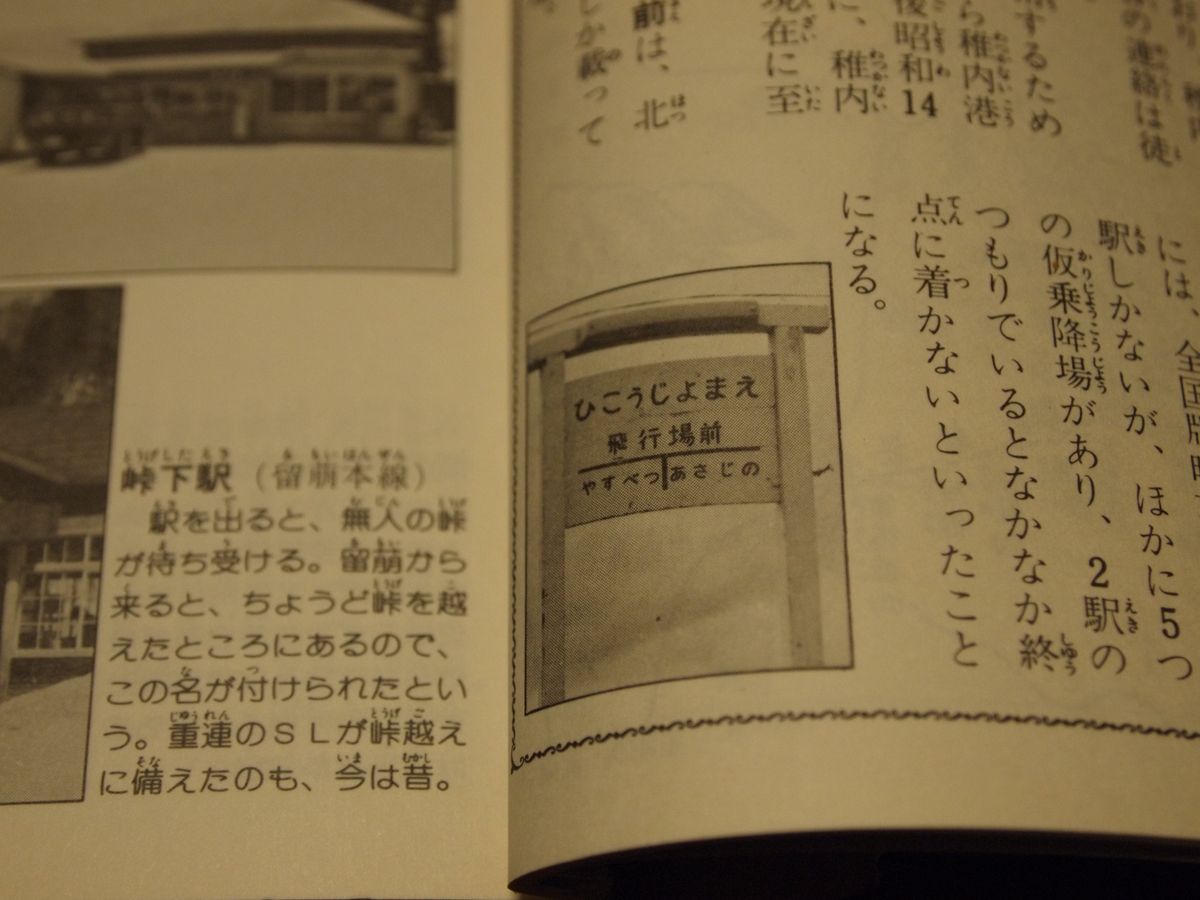 の連絡は徒
するため
ら稚内港
後昭和14
に、稚内
現在に至
前は、北
しか載って
には、全国版
駅しかないが、ほかに5つ
の仮乗降場があり、2駅の
つもりでいるとなかなか終
点に着かないといったこと
になる。
ひこうじよまえ
飛行場前
やすべつ あさじの
峠下駅（留萠本線）
駅を出ると、無人の峠
が待ち受ける。留萠から
来ると、ちょうど峠を越
えたところにあるので、
この名が付けられたとい
う。重連のSLが峠越え
に備えたのも、今は昔。